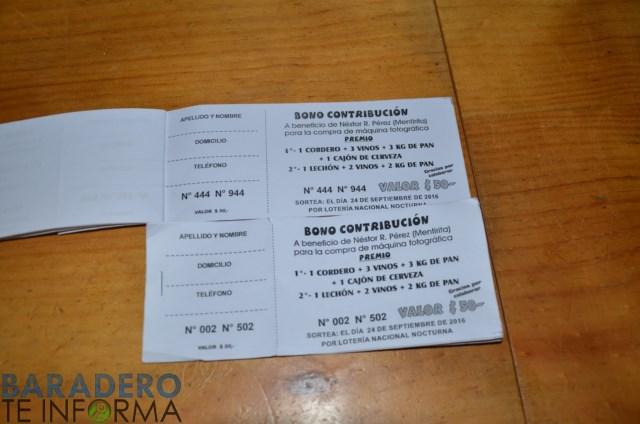 APELLIDO Y NOMBRE
DOMICILIO
TELÉFONO
N° 444 N° 944
VALOR $ 50,-
BONO CONTRIBUCIÓN
A beneficio de Néstor R. Pérez (Mentirita)
para la compra de máquina fotográfica
PREMIO
1°- 1 CORDERO + 3 VINOS + 3 KG DE PAN
+ 1 CAJÓN DE CERVEZA
2°- 1 LECHÓN + 2 VINOS + 2 KG DE PAN
Gracias por
colaborar
N° 444 N° 944 VALOR $ 50-
SORTEA: EL DÍA 24 DE SEPTIEMBRE DE 2016
POR LOTERÍA NACIONAL NOCTURNA
APELLIDO Y NOMBRE
DOMICILIO
TELÉFONO
N° 002 N° 502
VALOR $ 50,-
BONO CONTRIBUCIÓN
A beneficio de Néstor R. Pérez (Mentirita)
para la compra de máquina fotográfica
PREMIO
1°- 1 CORDERO + 3 VINOS + 3 KG DE PAN
+ 1 CAJÓN DE CERVEZA
2°- 1 LECHÓN + 2 VINOS + 2 KG DE PAN
Gracias por
colaborar
N° 002 N° 502 VALOR $ 50-
SORTEA: EL DÍA 24 DE SEPTIEMBRE DE 2016
POR LOTERÍA NACIONAL NOCTURNA
BARADERO
TE INFORMA